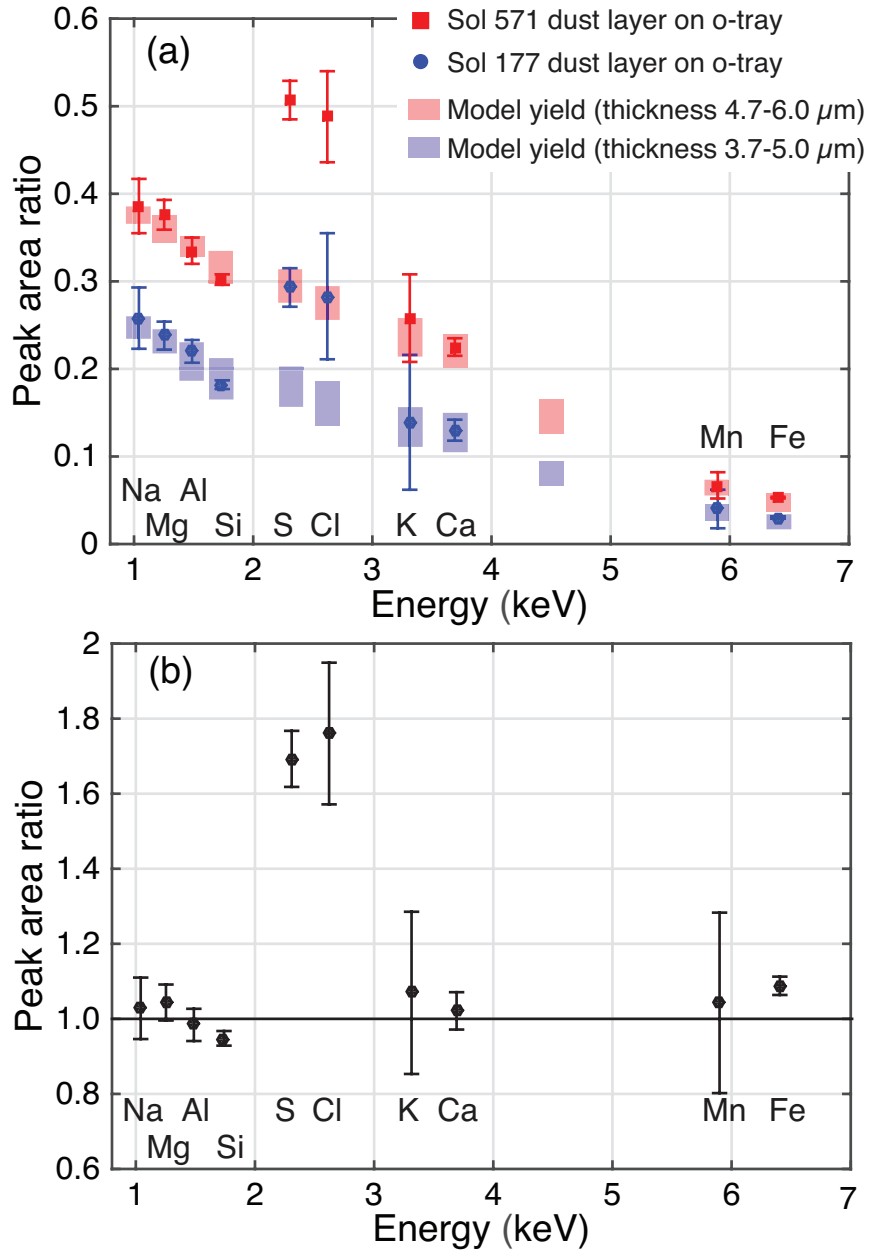 (a)
Sol 571 dust layer on o-tray
Sol 177 dust layer on o-tray
Model yield (thickness 4.7-6.0 μm)
Model yield (thickness 3.7-5.0 μm)
0.6
0.5
0.4
0.3
0.2
0.1
0
Peak area ratio
Mn Fe
Na Al
Mg Si S Cl K Ca
1 2 3 4 5 6 7
Energy (keV)
(b)
2
1.8
1.6
1.4
1.2
1.0
0.8
0.6
Peak area ratio
Na Al S Cl K Ca Mn Fe
Mg Si
1 2 3 4 5 6 7
Energy (keV)